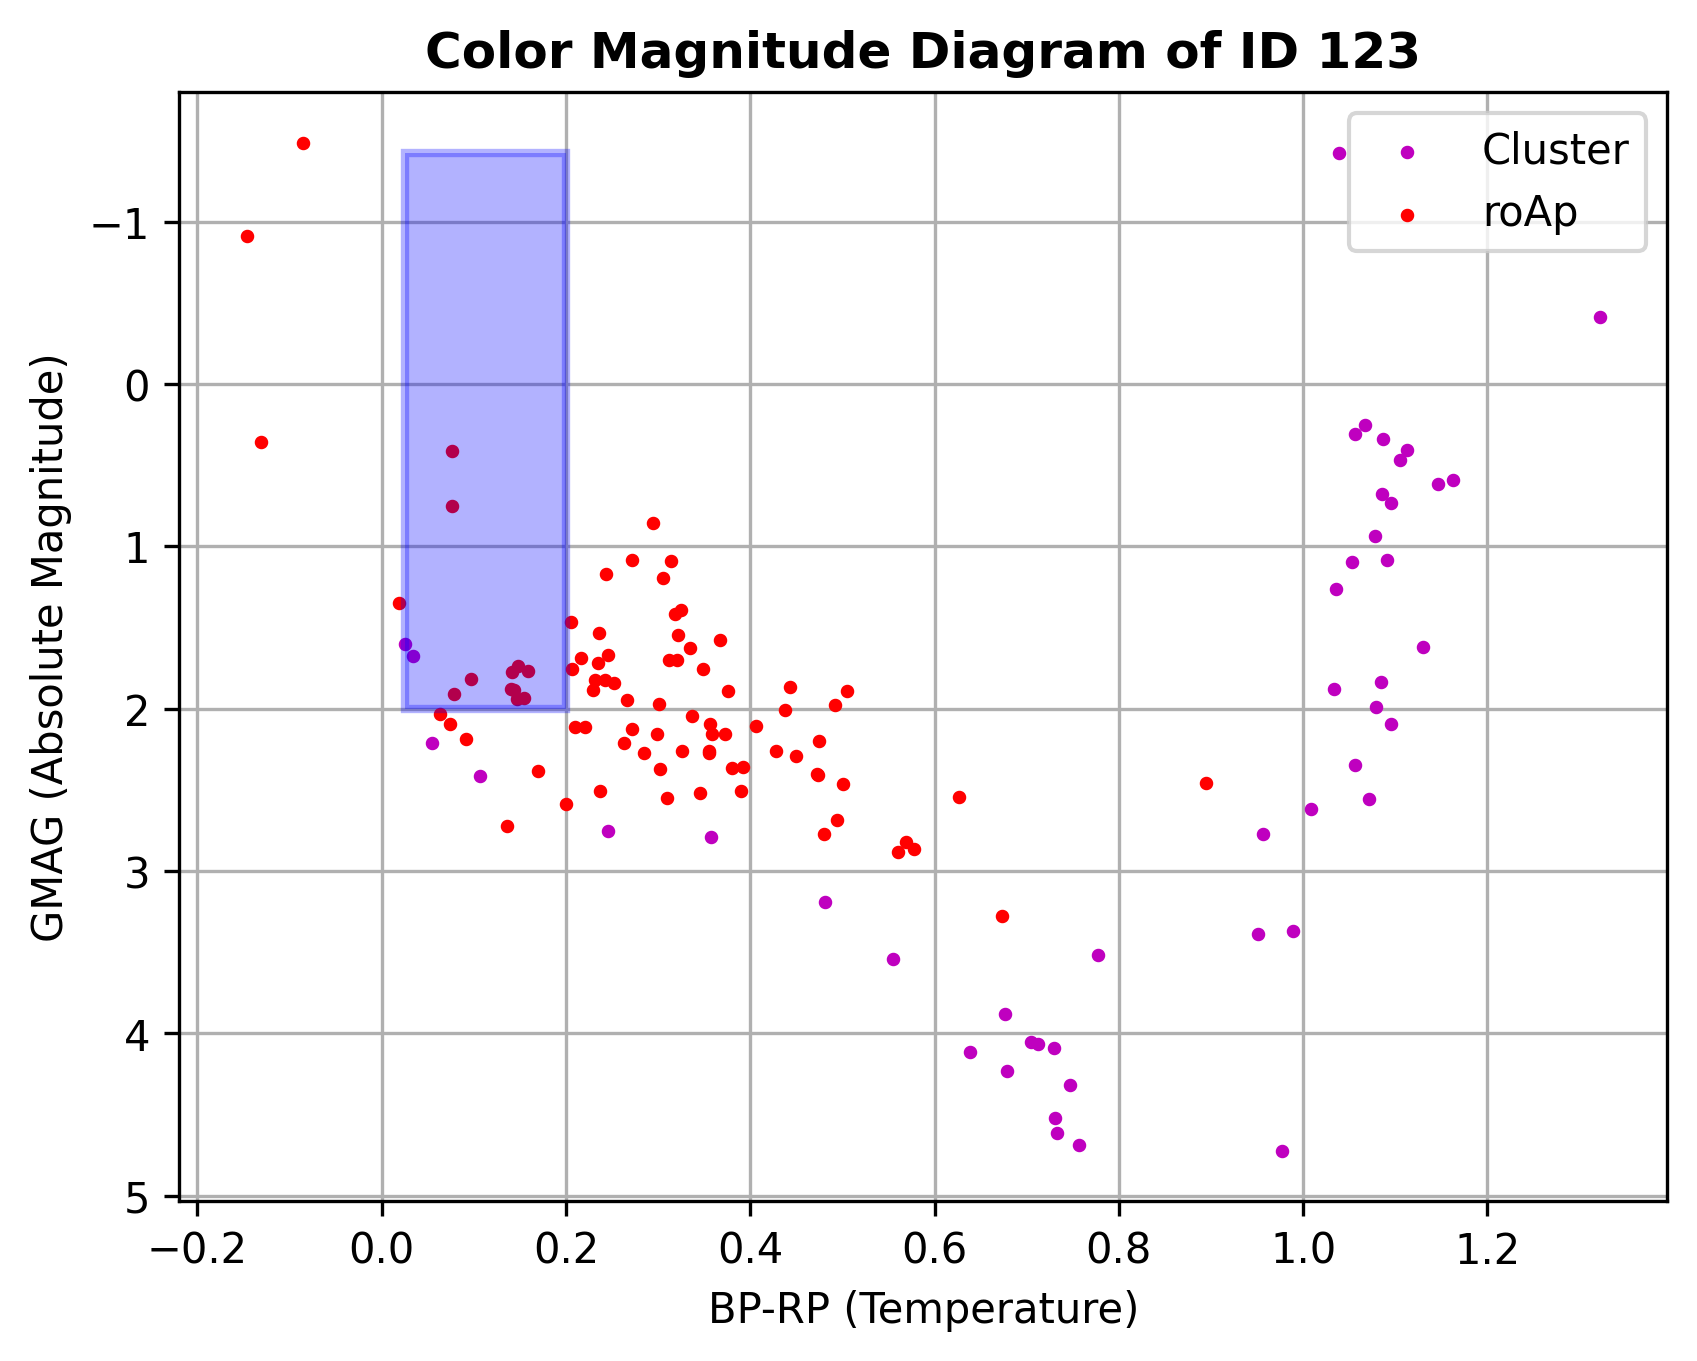 Color Magnitude Diagram of ID 123
Cluster
roAp
GMAG (Absolute Magnitude)
−1
0
1
2
3
4
5
−0.2 0.0 0.2 0.4 0.6 0.8 1.0 1.2
BP-RP (Temperature)